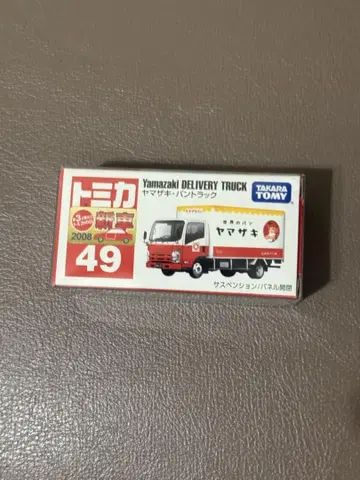 トミカ
新車
2008
49
Yamazaki DELIVERY TRUCK
ヤマザキ・パントラック
TAKARA
TOMY
世界のパン
ヤマザキ
サスペンション/パネル開閉